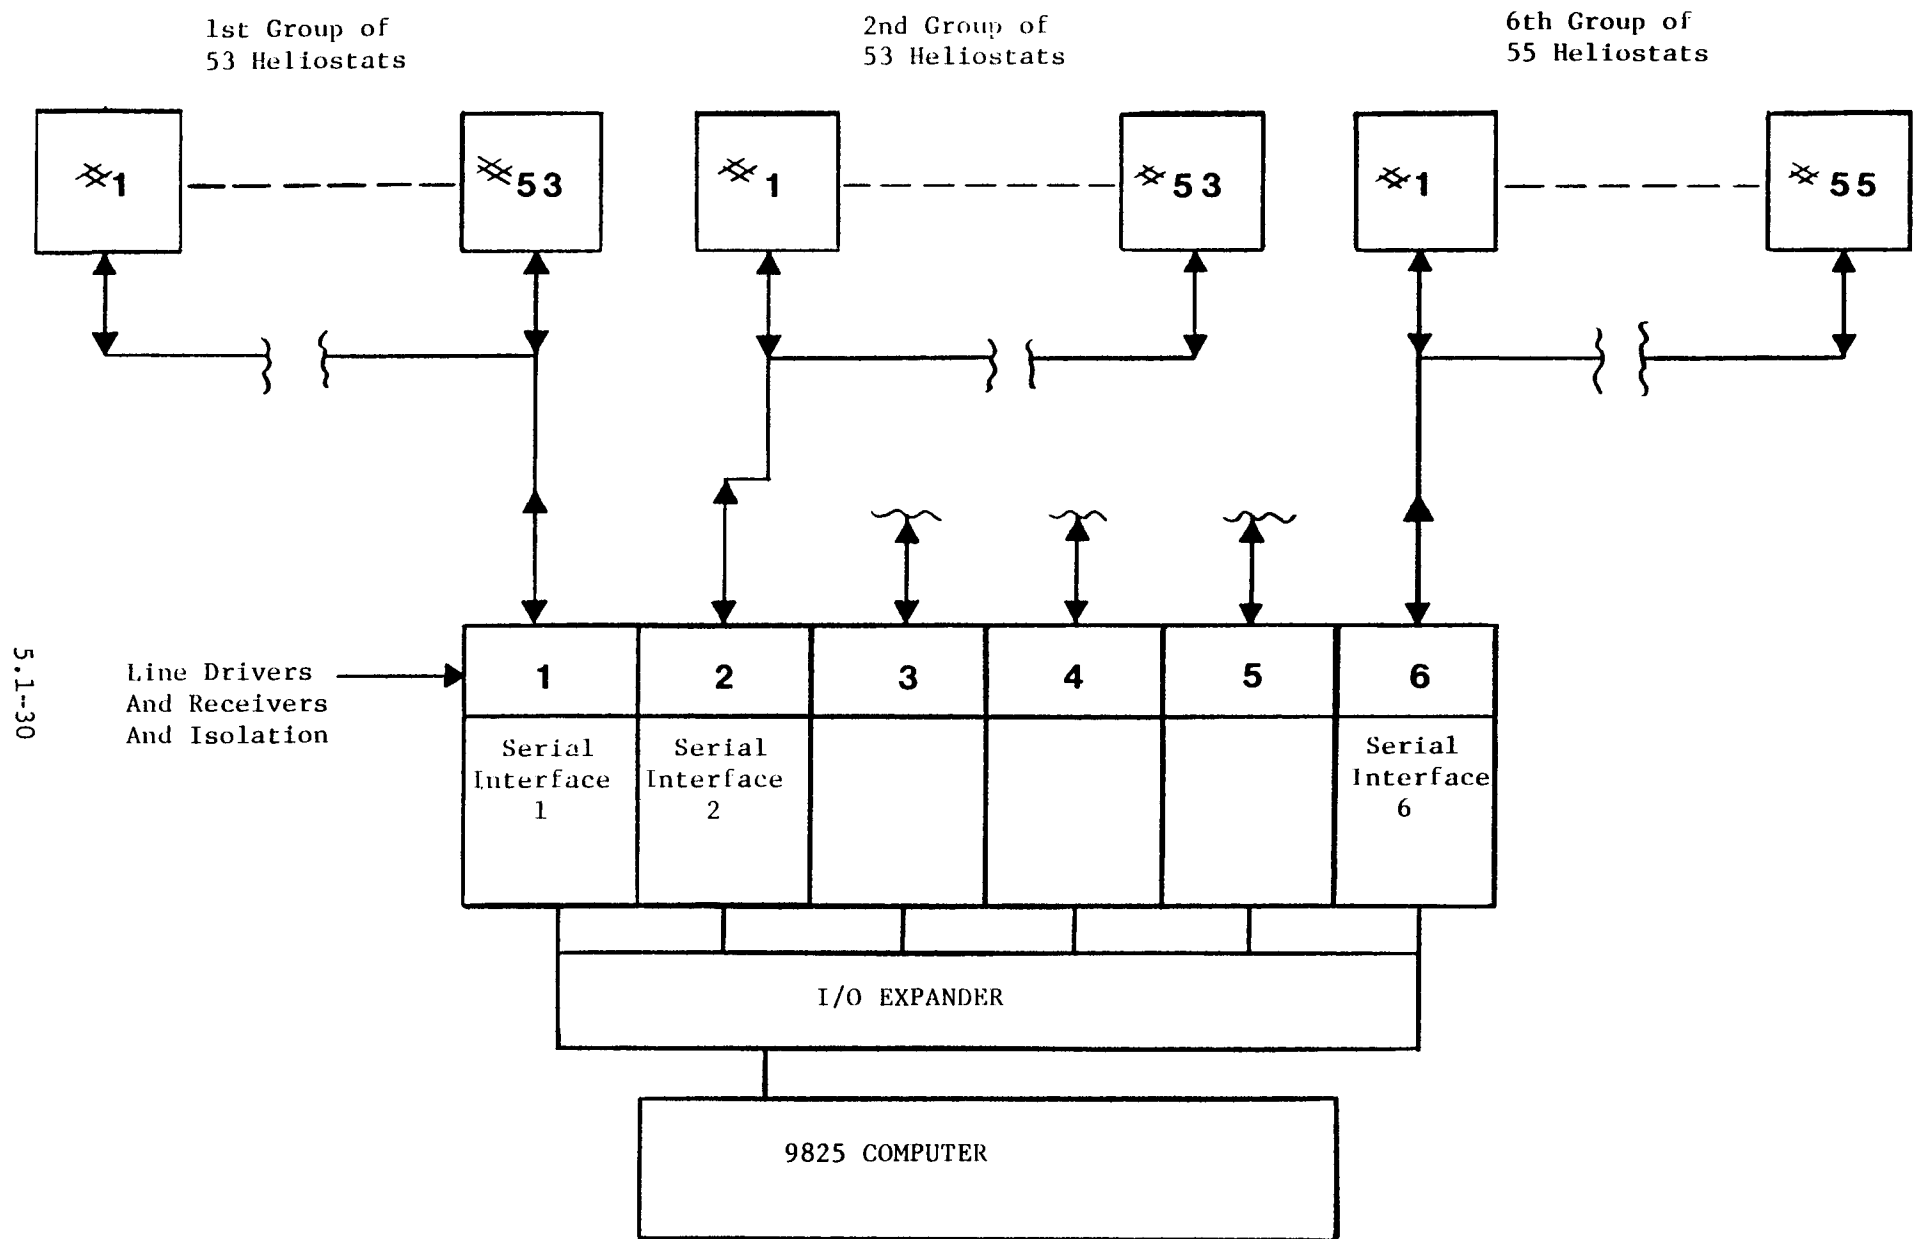 1st Group of
53 Heliostats
2nd Group of
53 Heliostats
6th Group of
55 Heliostats
#1
#53
#1
#53
#1
#55
5.1-30
Line Drivers
And Receivers
And Isolation
1
2
3
4
5
6
Serial
Interface
1
Serial
Interface
2
Serial
Interface
6
I/O EXPANDER
9825 COMPUTER